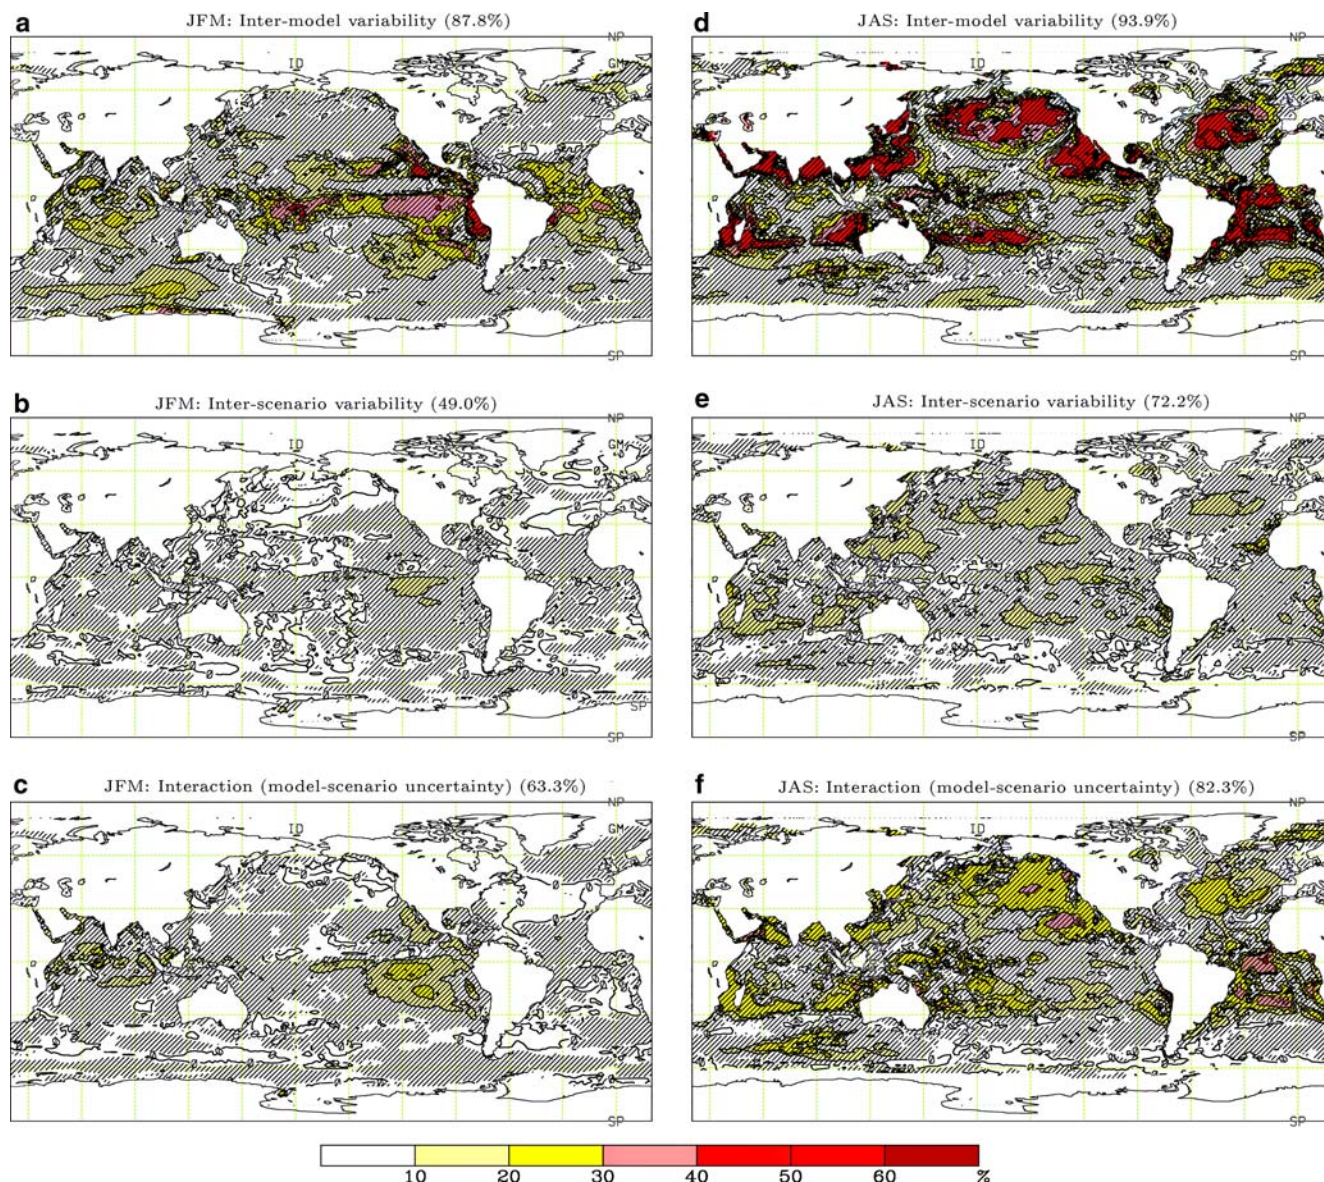 a
JFM: Inter-model variability (87.8%)
NP
GM
ID
SP
d
JAS: Inter-model variability (93.9%)
NP
GM
ID
SP
b
JFM: Inter-scenario variability (49.0%)
NP
GM
ID
SP
SP
e
JAS: Inter-scenario variability (72.2%)
NP
GM
ID
SP
c
JFM: Interaction (model-scenario uncertainty) (63.3%)
NP
GM
ID
SP
f
JAS: Interaction (model-scenario uncertainty) (82.3%)
NP
GM
ID
SP
10 20 30 40 50 60 %